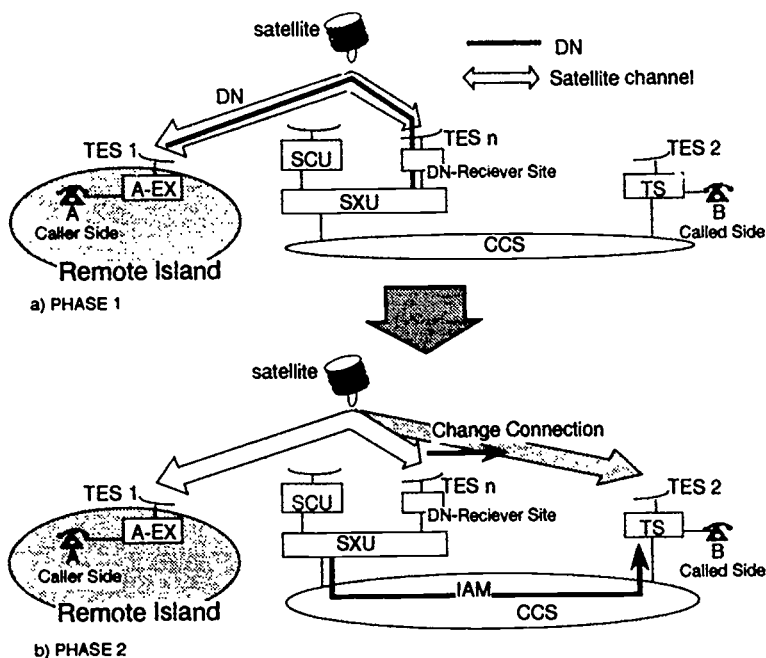 satellite
DN
Satellite channel
DN
TES 1
TES n
TES 2
SCU
DN-Reciever Site
A-EX
TS
A
SXU
B
Caller Side
Called Side
CCS
Remote Island
a) PHASE 1
satellite
Change Connection
TES 1
TES n
TES 2
SCU
DN-Reciever Site
A-EX
TS
A
SXU
B
Caller Side
Called Side
IAM
CCS
Remote Island
b) PHASE 2